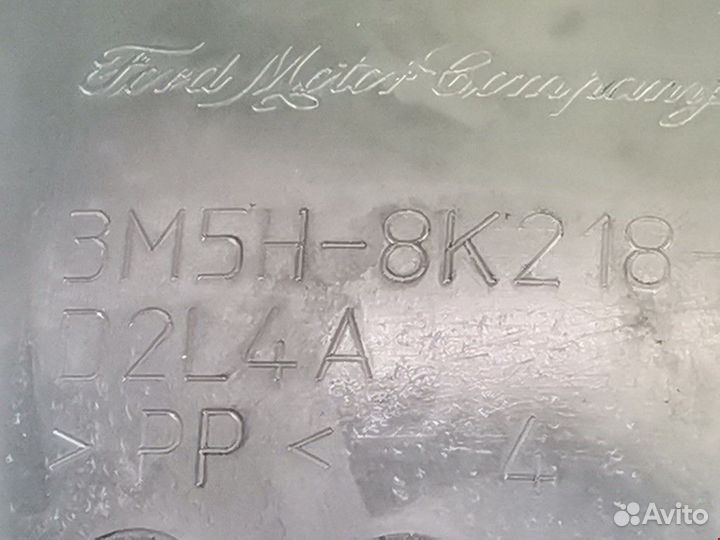 Ford Motor Company
3M5H-8K218-
D2L4A
> PP < 4
Avito